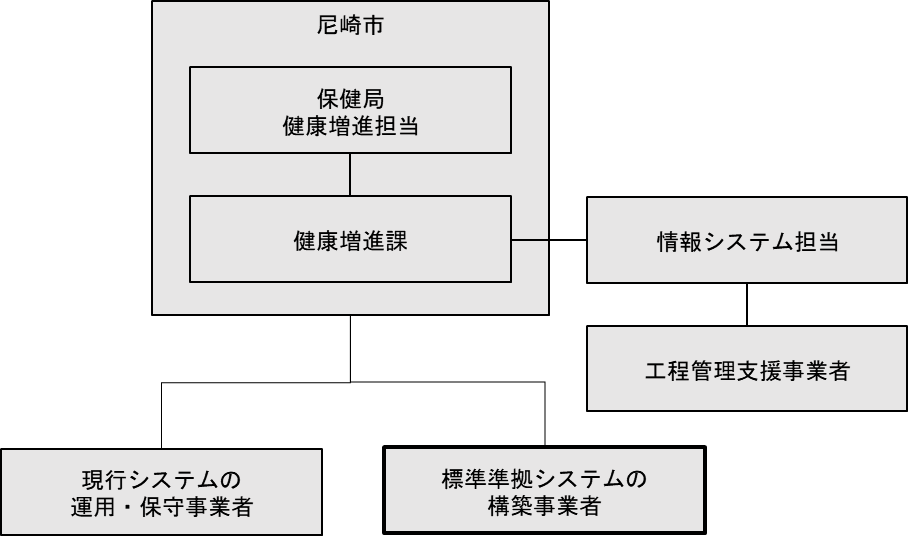 尼崎市
保健局
健康増進担当
健康増進課
情報システム担当
工程管理支援事業者
現行システムの
運用・保守事業者
標準準拠システムの
構築事業者